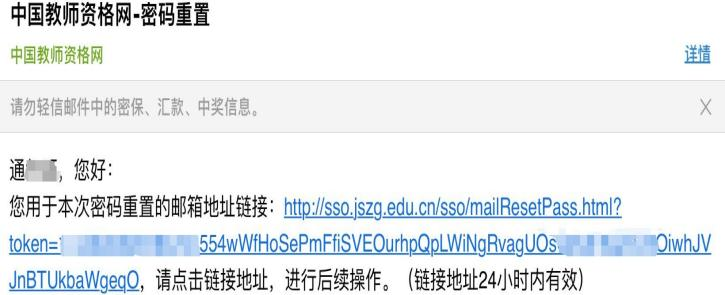 中国教师资格网-密码重置
中国教师资格网 详情
请勿轻信邮件中的密保、汇款、中奖信息。
通，您好：
您用于本次密码重置的邮箱地址链接：http://sso.jszg.edu.cn/sso/mailResetPass.html?
token=554wWfHoSePmFfiSVEOurhpQpLWiNgRvagUOsOiwhJV
JnBTUkbaWgeqO，请点击链接地址，进行后续操作。（链接地址24小时内有效）